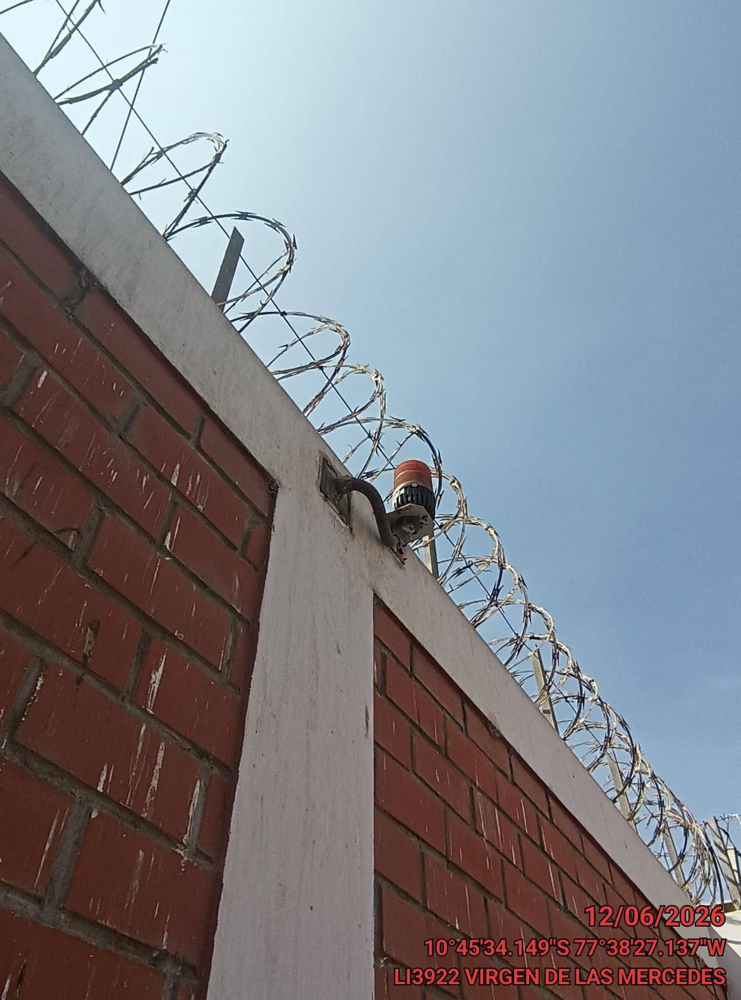 12/06/2026
10°45'34.149"S 77°38'27.137"W
LI3922 VIRGEN DE LAS MERCEDES